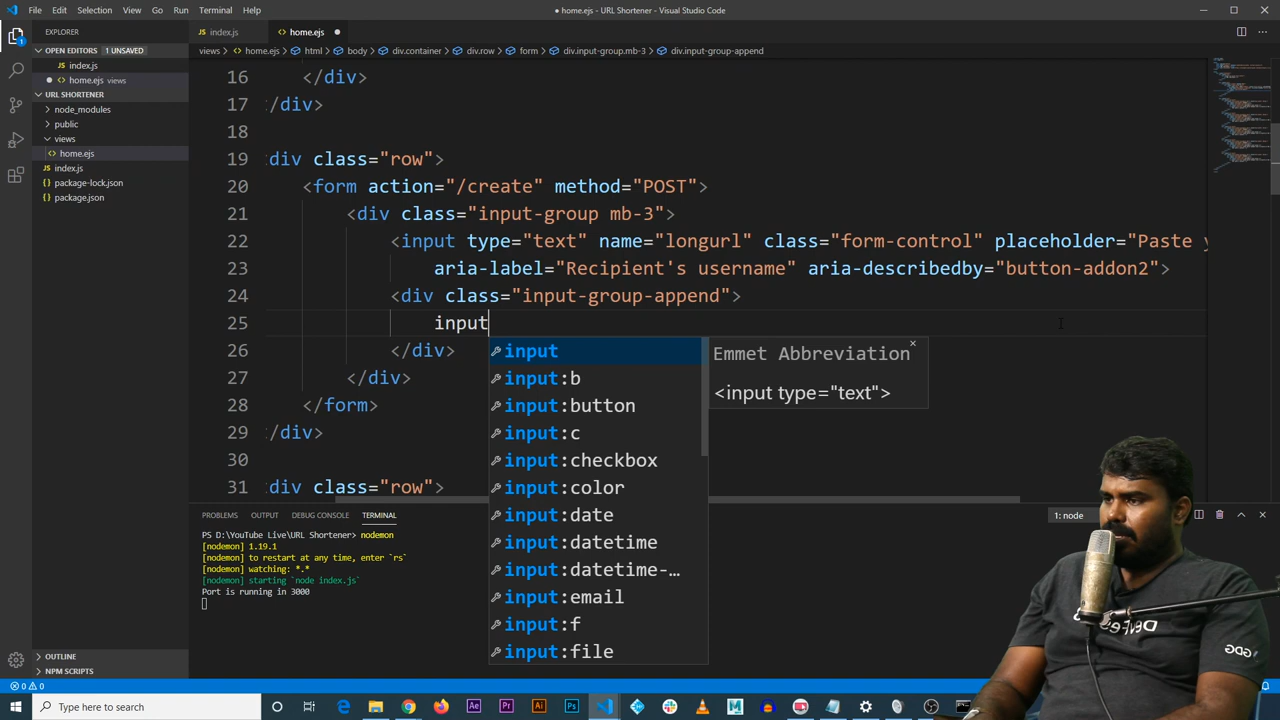 File Edit Selection View Go Run Terminal Help
● home.ejs - URL Shortener - Visual Studio Code
EXPLORER
OPEN EDITORS 1 UNSAVED
index.js
home.ejs views
URL SHORTENER
node_modules
public
views
home.ejs
index.js
package-lock.json
package.json
OUTLINE
NPM SCRIPTS
1
index.js
home.ejs
views > home.ejs > html > body > div.container > div.row > form > div.input-group.mb-3 > div.input-group-append
16 </div>
17 /div>
18
19 div class="row">
20 <form action="/create" method="POST">
21 <div class="input-group mb-3">
22 <input type="text" name="longurl" class="form-control" placeholder="Paste y
23 aria-label="Recipient's username" aria-describedby="button-addon2">
24 <div class="input-group-append">
25 input
26 </div>
27 </div>
28 </form>
29 /div>
30
31 div class="row">
input
input:b
input:button
input:c
input:checkbox
input:color
input:date
input:datetime
input:datetime-...
input:email
input:f
input:file
Emmet Abbreviation
<input type="text">
PROBLEMS OUTPUT DEBUG CONSOLE TERMINAL
1: node
PS D:\YouTube Live\URL Shortener> nodemon
[nodemon] 1.19.1
[nodemon] to restart at any time, enter `rs`
[nodemon] watching: *.*
[nodemon] starting `node index.js`
Port is running in 3000
GDG
0 0
Type here to search
Ae Pr Ai Ps